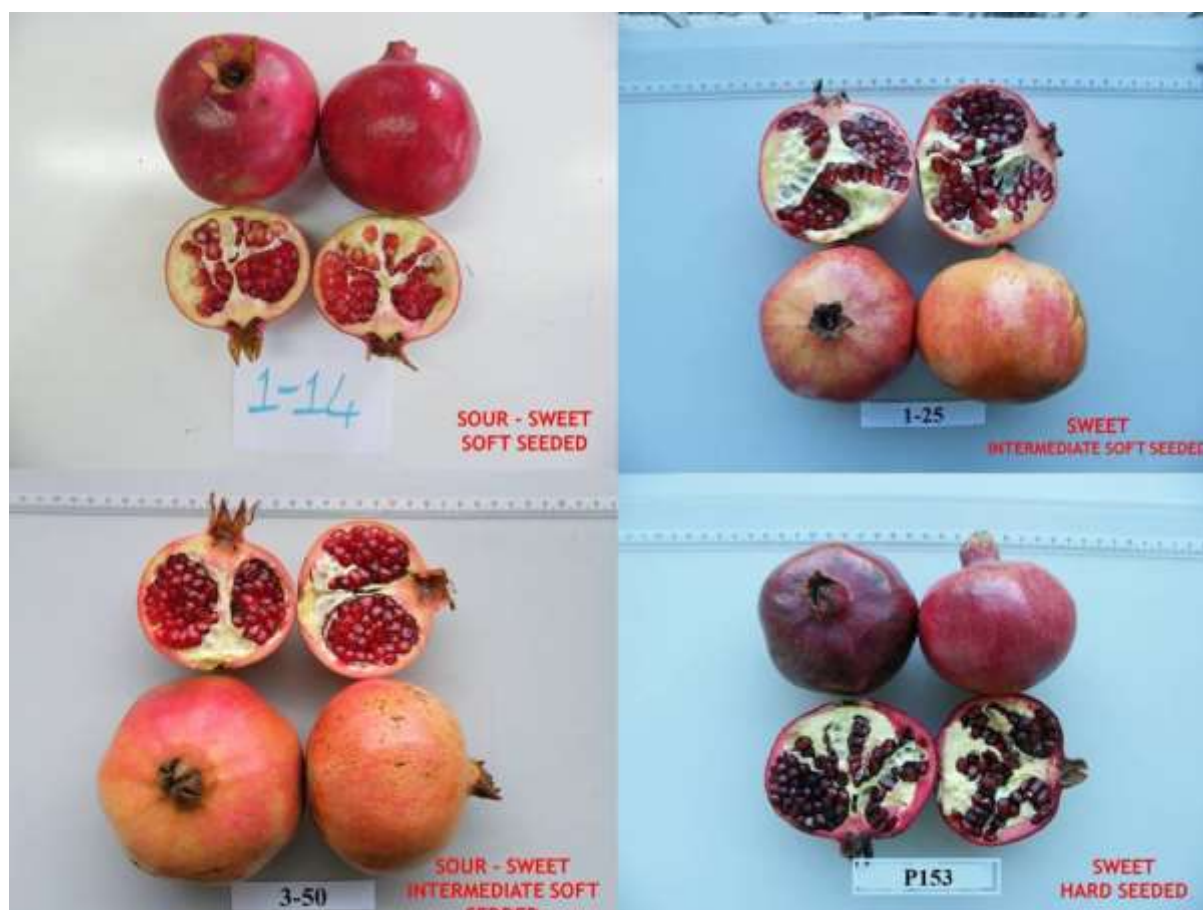 1-14
SOUR - SWEET
SOFT SEEDED
1-25
SWEET
INTERMEDIATE SOFT SEEDED
3-50
SOUR - SWEET
INTERMEDIATE SOFT
SEEDED
P153
SWEET
HARD SEEDED